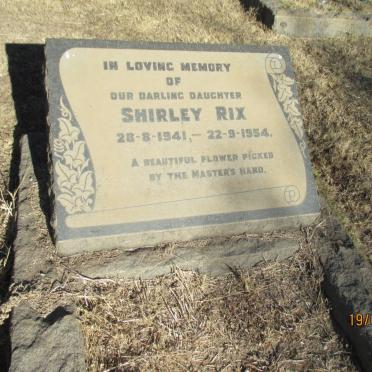 IN LOVING MEMORY
OF
OUR DARLING DAUGHTER
SHIRLEY RIX
28-8-1941,- 22-9-1954.
A BEAUTIFUL FLOWER PICKED
BY THE MASTER'S HAND.
19/